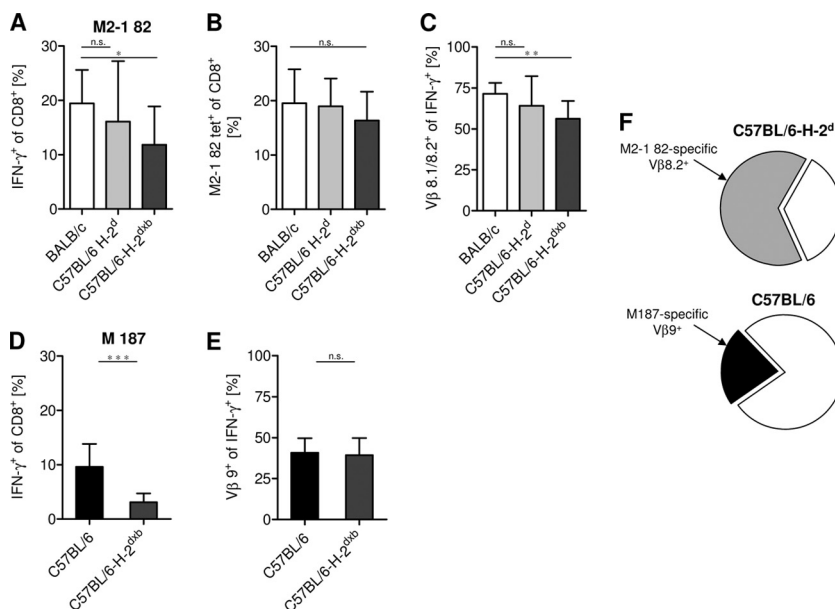 A
M2-1 82
n.s.
*
IFN-γ⁺ of CD8⁺ [%]
30
20
10
0
BALB/c
C57BL/6 H-2ᵈ
C57BL/6-H-2ᵈˣᵇ
B
n.s.
M2-1 82 tet⁺ of CD8⁺
[%]
30
20
10
0
BALB/c
C57BL/6 H-2ᵈ
C57BL/6-H-2ᵈˣᵇ
C
n.s.
**
Vβ 8.1/8.2⁺ of IFN-γ⁺ [%]
100
75
50
25
0
BALB/c
C57BL/6-H-2ᵈ
C57BL/6-H-2ᵈˣᵇ
F
C57BL/6-H-2ᵈ
M2-1 82-specific
Vβ8.2⁺
C57BL/6
M187-specific
Vβ9⁺
D
M 187
***
IFN-γ⁺ of CD8⁺ [%]
30
20
10
0
C57BL/6
C57BL/6-H-2ᵈˣᵇ
E
n.s.
Vβ 9⁺ of IFN-γ⁺ [%]
100
75
50
25
0
C57BL/6
C57BL/6-H-2ᵈˣᵇ